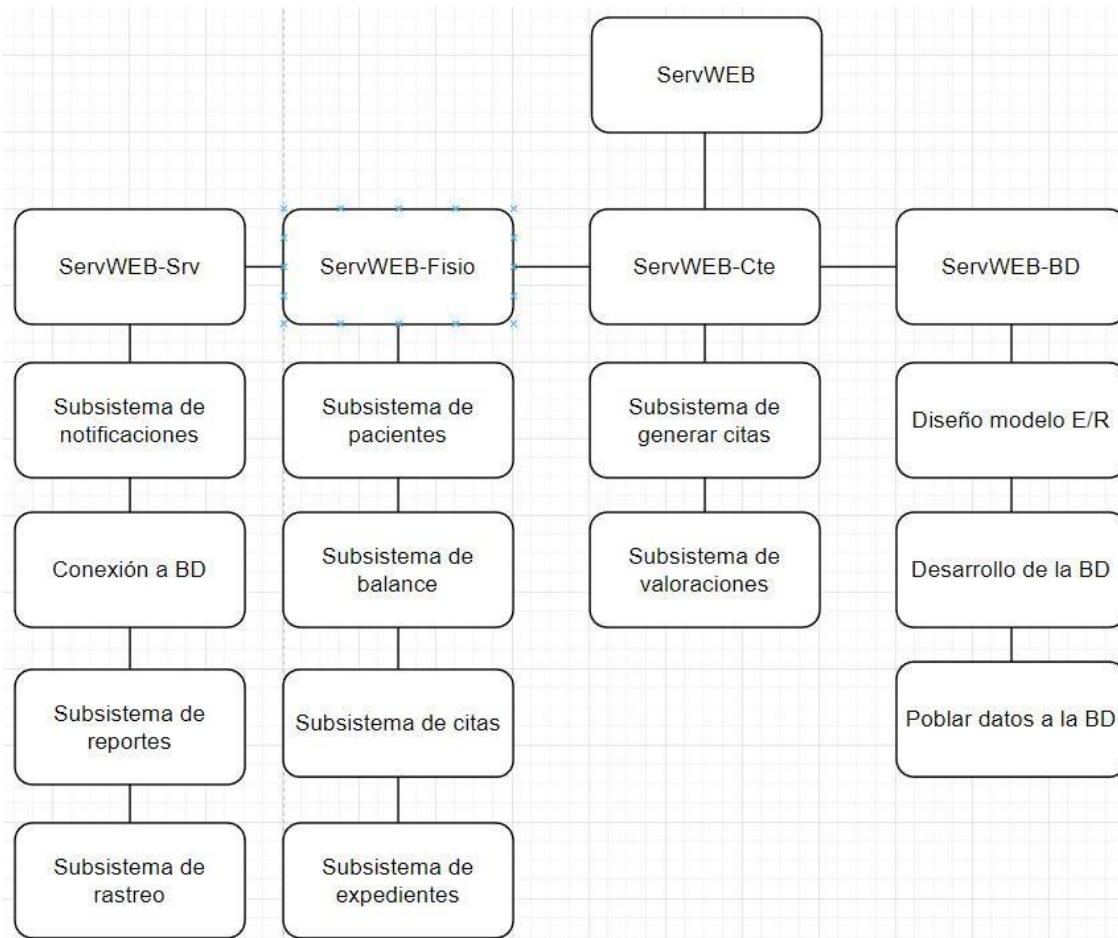 ServWEB
ServWEB-Srv
ServWEB-Fisio
ServWEB-Cte
ServWEB-BD
Subsistema de
notificaciones
Subsistema de
pacientes
Subsistema de
generar citas
Diseño modelo E/R
Conexión a BD
Subsistema de
balance
Subsistema de
valoraciones
Desarrollo de la BD
Subsistema de
reportes
Subsistema de citas
Poblar datos a la BD
Subsistema de
rastreo
Subsistema de
expedientes